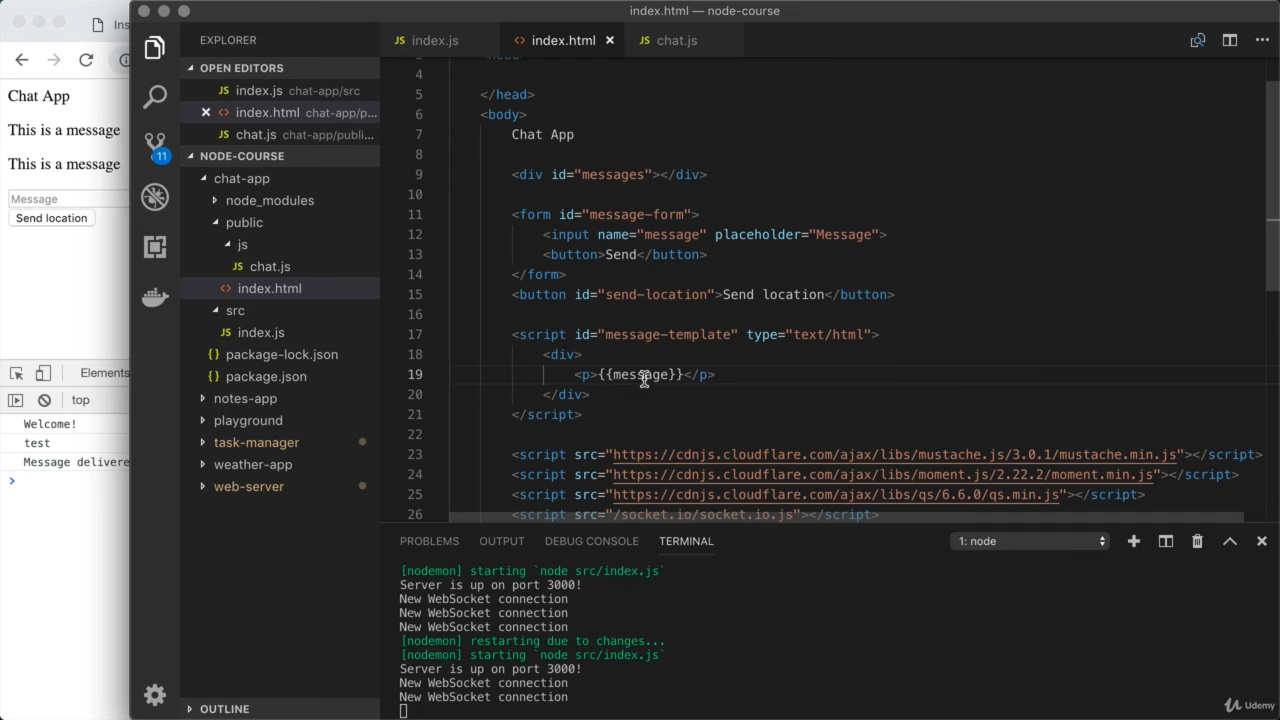 Ins
Chat App
This is a message
This is a message
Message
Send location
Elements
top
Welcome!
test
Message delivere
index.html — node-course
EXPLORER
OPEN EDITORS
index.js chat-app/src
index.html chat-app/p...
chat.js chat-app/publi...
NODE-COURSE
chat-app
node_modules
public
js
JS chat.js
index.html
src
JS index.js
{} package-lock.json
{} package.json
notes-app
playground
task-manager
weather-app
web-server
OUTLINE
11
JS index.js
<> index.html
JS chat.js
4
5 </head>
6 <body>
7 Chat App
8
9 <div id="messages"></div>
10
11 <form id="message-form">
12 <input name="message" placeholder="Message">
13 <button>Send</button>
14 </form>
15 <button id="send-location">Send location</button>
16
17 <script id="message-template" type="text/html">
18 <div>
19 <p>{{message}}</p>
20 </div>
21 </script>
22
23 <script src="https://cdnjs.cloudflare.com/ajax/libs/mustache.js/3.0.1/mustache.min.js"></script>
24 <script src="https://cdnjs.cloudflare.com/ajax/libs/moment.js/2.22.2/moment.min.js"></script>
25 <script src="https://cdnjs.cloudflare.com/ajax/libs/qs/6.6.0/qs.min.js"></script>
26 <script src="/socket.io/socket.io.js"></script>
PROBLEMS OUTPUT DEBUG CONSOLE TERMINAL 1: node
[nodemon] starting `node src/index.js`
Server is up on port 3000!
New WebSocket connection
New WebSocket connection
New WebSocket connection
[nodemon] restarting due to changes...
[nodemon] starting `node src/index.js`
Server is up on port 3000!
New WebSocket connection
New WebSocket connection
Udemy